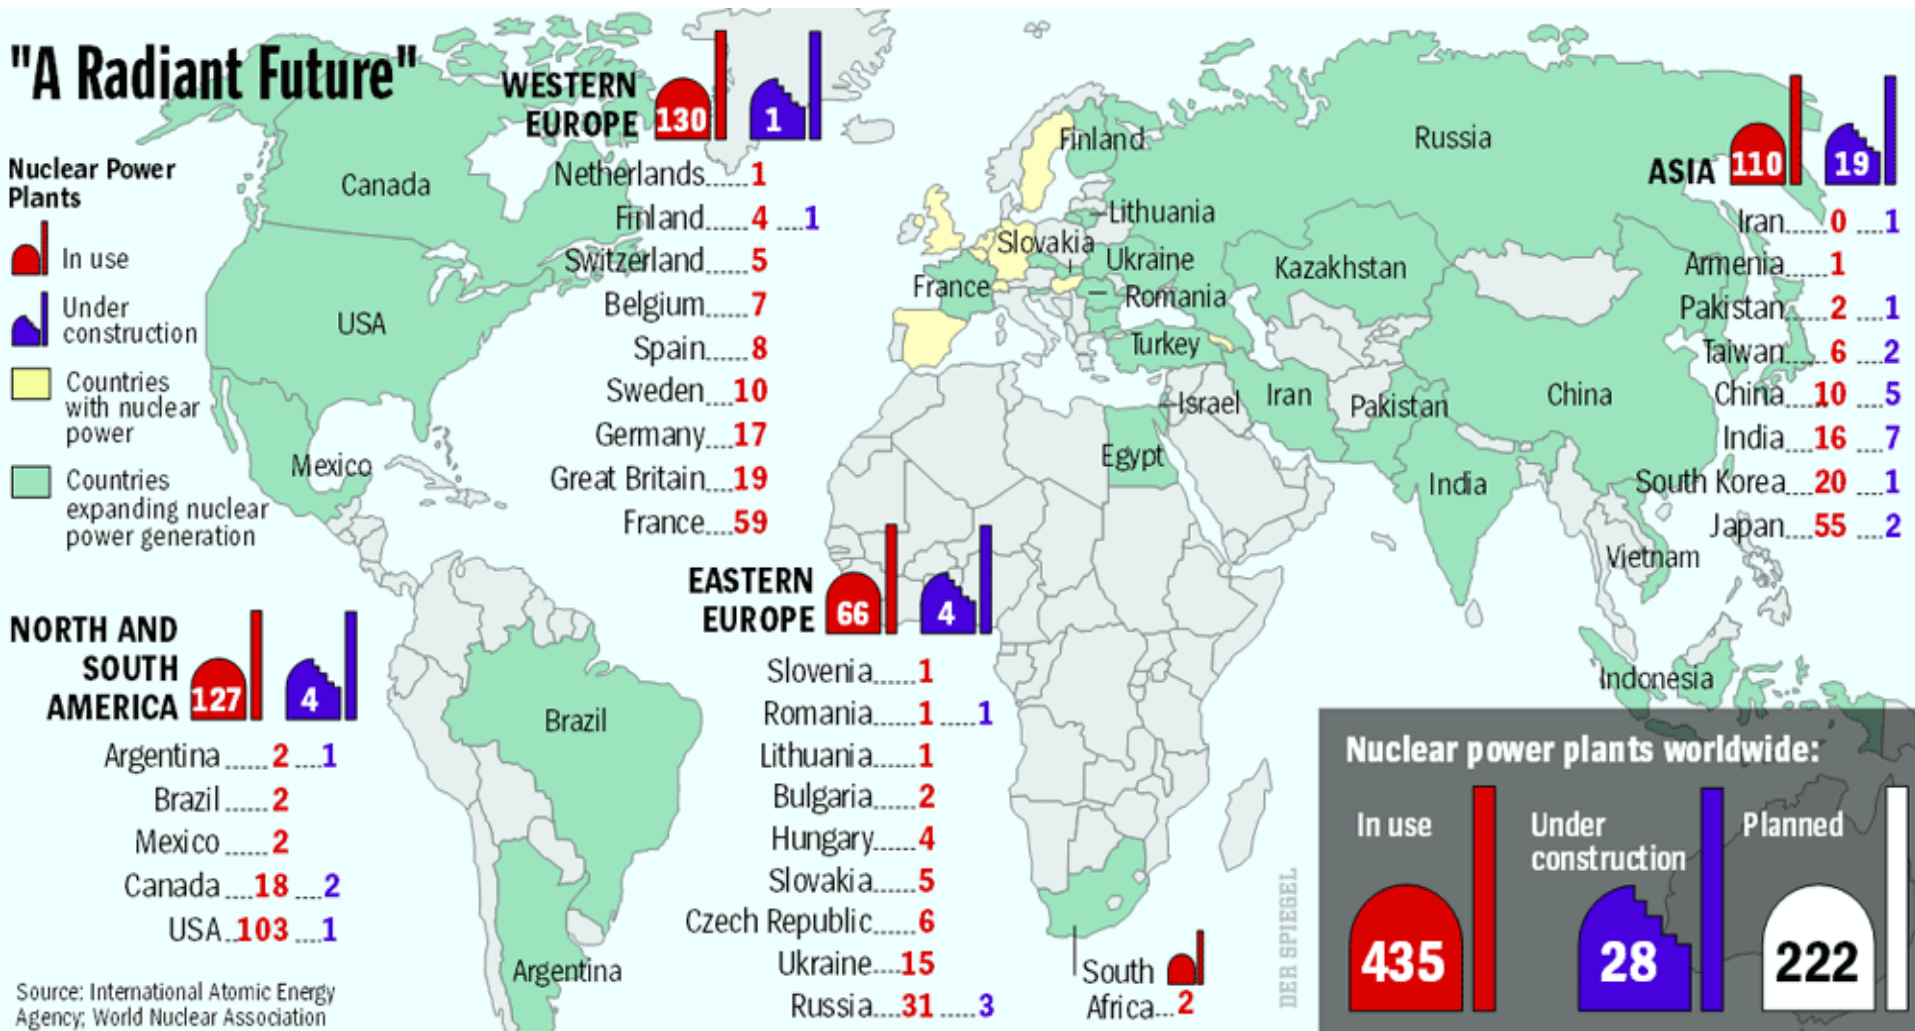 "A Radiant Future"
Nuclear Power
Plants
In use
Under
construction
Countries
with nuclear
power
Countries
expanding nuclear
power generation
WESTERN
EUROPE 130 1
Netherlands......1
Finland......4 ....1
Switzerland......5
Belgium......7
Spain......8
Sweden....10
Germany....17
Great Britain....19
France....59
NORTH AND
SOUTH
AMERICA 127 4
Argentina ......2 ....1
Brazil ......2
Mexico ......2
Canada ....18 ....2
USA..103 ....1
EASTERN
EUROPE 66 4
Slovenia......1
Romania......1 .....1
Lithuania......1
Bulgaria......2
Hungary......4
Slovakia......5
Czech Republic......6
Ukraine....15
Russia....31 .....3
South
Africa...2
ASIA 110 19
Iran......0 ....1
Armenia......1
Pakistan......2 ....1
Taiwan......6 ....2
China....10 ....5
India....16 ....7
South Korea....20 ....1
Japan....55 ....2
Canada
USA
Mexico
Brazil
Argentina
Finland
Lithuania
Slovakia
Ukraine
France
Romania
Turkey
Russia
Kazakhstan
Israel
Iran
Pakistan
China
Egypt
India
Vietnam
Indonesia
Nuclear power plants worldwide:
In use
435
Under
construction
28
Planned
222
DER SPIEGEL
Source: International Atomic Energy
Agency; World Nuclear Association